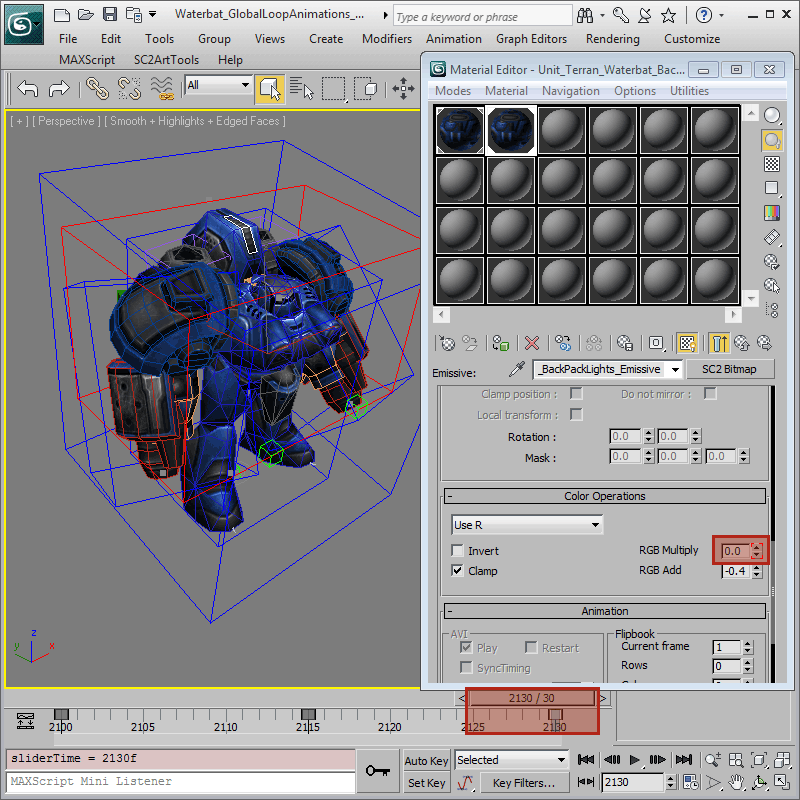 Waterbat_GlobalLoopAnimations_...
Type a keyword or phrase
File Edit Tools Group Views Create Modifiers Animation Graph Editors Rendering Customize
MAXScript SC2ArtTools Help
All
[ + ] [ Perspective ] [ Smooth + Highlights + Edged Faces ]
Material Editor - Unit_Terran_Waterbat_Bac...
Modes Material Navigation Options Utilities
Emissive: _BackPackLights_Emissive SC2 Bitmap
Clamp position : Do not mirror :
Local transform :
Rotation : 0.0 0.0
Mask : 0.0 0.0 0.0
- Color Operations
Use R
Invert RGB Multiply 0.0
Clamp RGB Add -0.4
- Animation
AVI Flipbook
Play Restart Current frame 1
SyncTiming Rows 0
z
y x
< 2130 / 30 >
2100 2105 2110 2115 2120 2125 2130
sliderTime = 2130f
MAXScript Mini Listener
Auto Key Selected
Set Key Key Filters... 2130